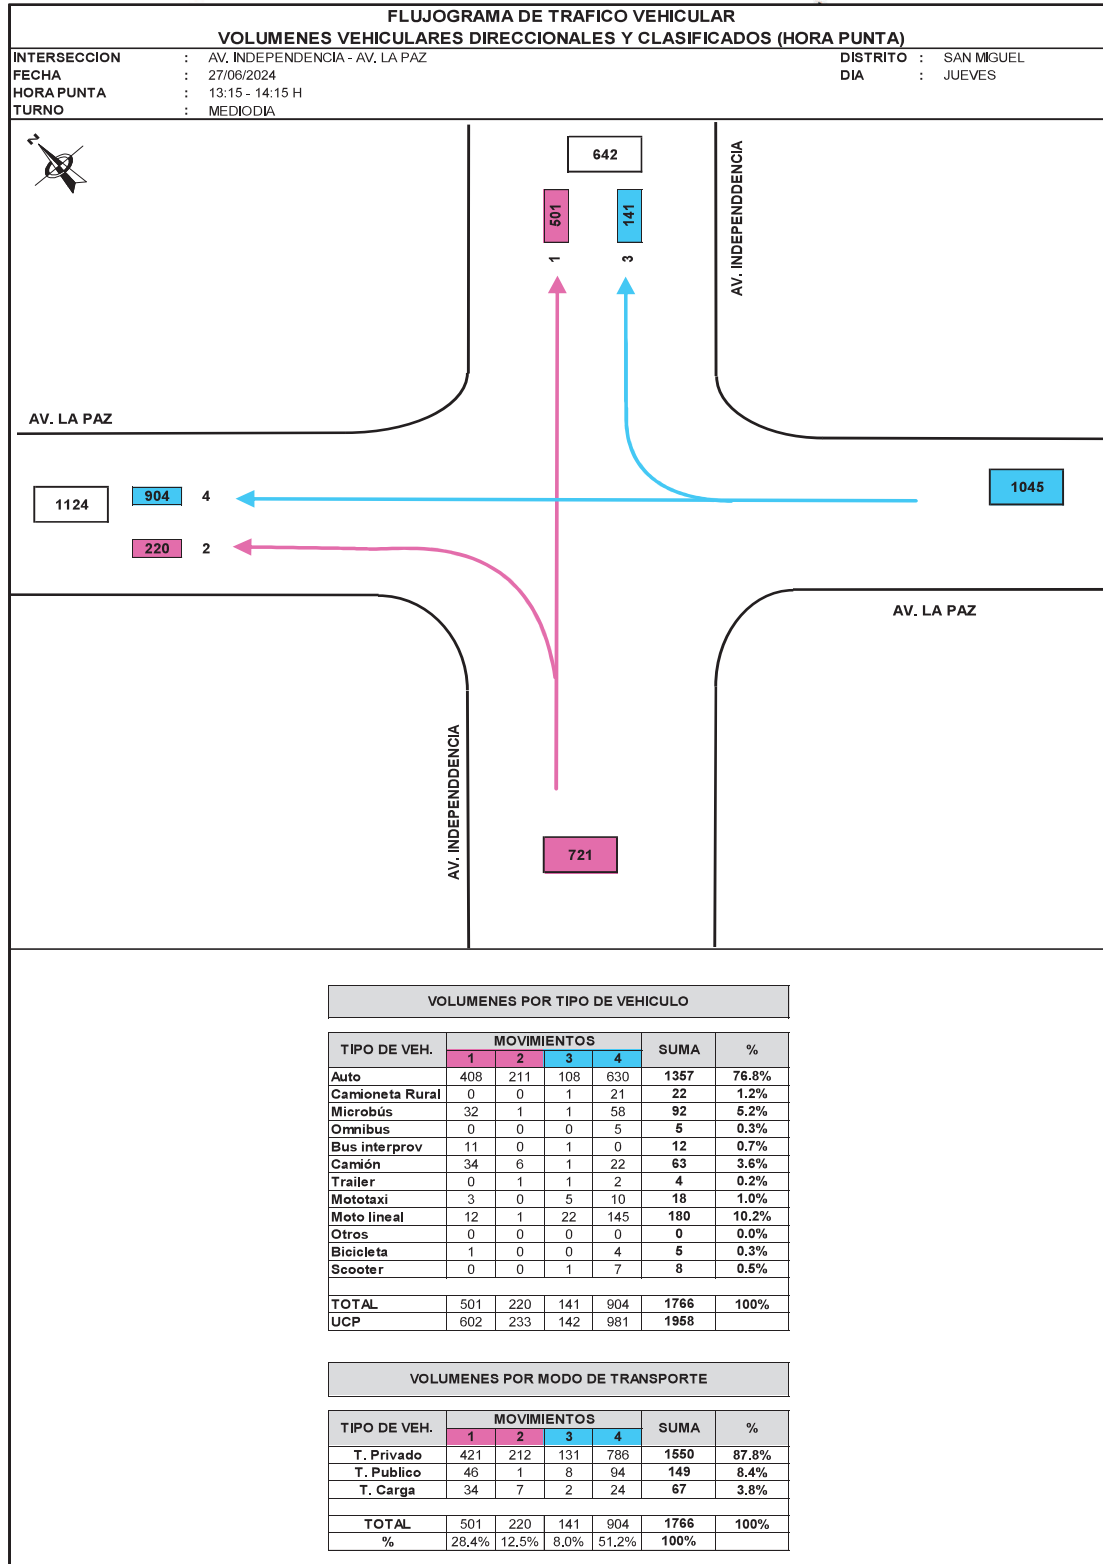 FLUJOGRAMA DE TRAFICO VEHICULAR
VOLUMENES VEHICULARES DIRECCIONALES Y CLASIFICADOS (HORA PUNTA)
INTERSECCION : AV. INDEPENDENCIA - AV. LA PAZ DISTRITO : SAN MIGUEL
FECHA : 27/06/2024 DIA : JUEVES
HORA PUNTA : 13:15 - 14:15 H
TURNO : MEDIODIA
N
642
501 141
1 3
AV. INDEPENDDENCIA
AV. LA PAZ
1124 904 4 1045
220 2
AV. LA PAZ
AV. INDEPENDDENCIA
721
VOLUMENES POR TIPO DE VEHICULO
TIPO DE VEH. MOVIMIENTOS SUMA %
1 2 3 4
Auto 408 211 108 630 1357 76.8%
Camioneta Rural 0 0 1 21 22 1.2%
Microbús 32 1 1 58 92 5.2%
Omnibus 0 0 0 5 5 0.3%
Bus interprov 11 0 1 0 12 0.7%
Camión 34 6 1 22 63 3.6%
Trailer 0 1 1 2 4 0.2%
Mototaxi 3 0 5 10 18 1.0%
Moto lineal 12 1 22 145 180 10.2%
Otros 0 0 0 0 0 0.0%
Bicicleta 1 0 0 4 5 0.3%
Scooter 0 0 1 7 8 0.5%
TOTAL 501 220 141 904 1766 100%
UCP 602 233 142 981 1958
VOLUMENES POR MODO DE TRANSPORTE
TIPO DE VEH. MOVIMIENTOS SUMA %
1 2 3 4
T. Privado 421 212 131 786 1550 87.8%
T. Publico 46 1 8 94 149 8.4%
T. Carga 34 7 2 24 67 3.8%
TOTAL 501 220 141 904 1766 100%
% 28.4% 12.5% 8.0% 51.2% 100%